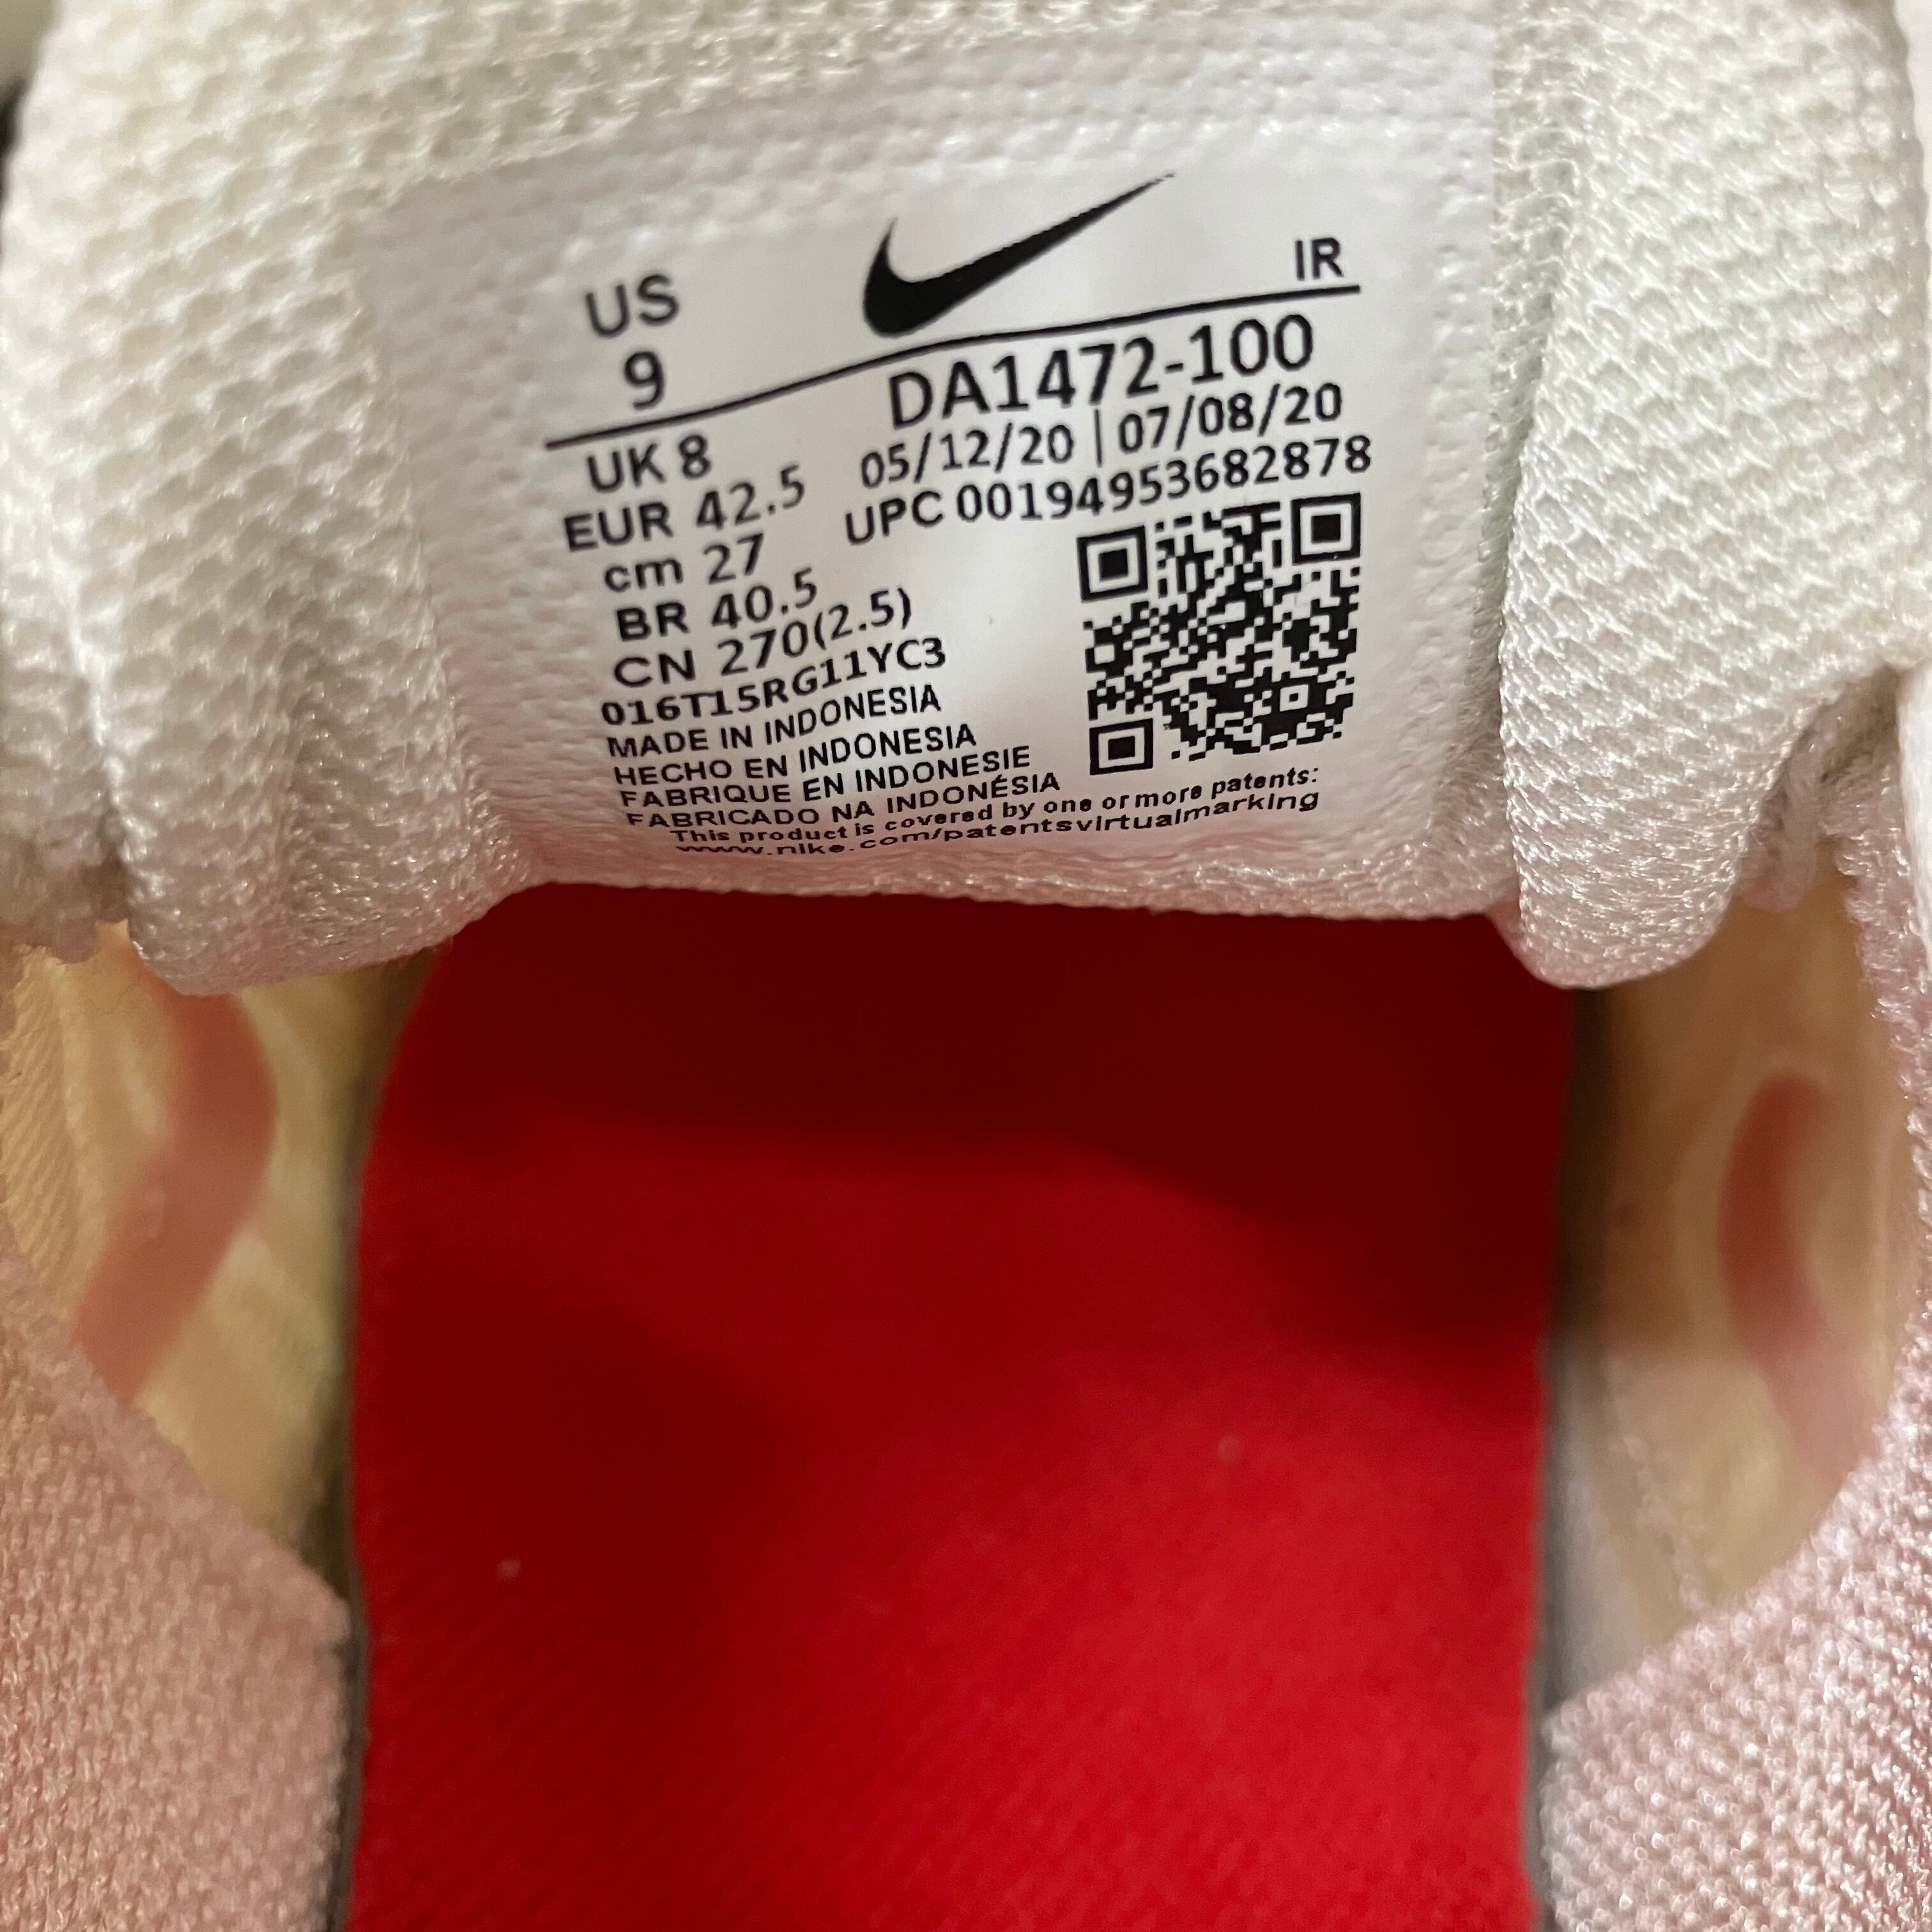 US
9
IR
DA1472-100
05/12/20 | 07/08/20
UPC 00194953682878
UK 8
EUR 42.5
cm 27
BR 40.5
CN 270(2.5)
016T15RG11YC3
MADE IN INDONESIA
HECHO EN INDONESIA
FABRIQUE EN INDONESIE
FABRICADO NA INDONÉSIA
This product is covered by one or more patents:
www.nike.com/patentsvirtualmarking